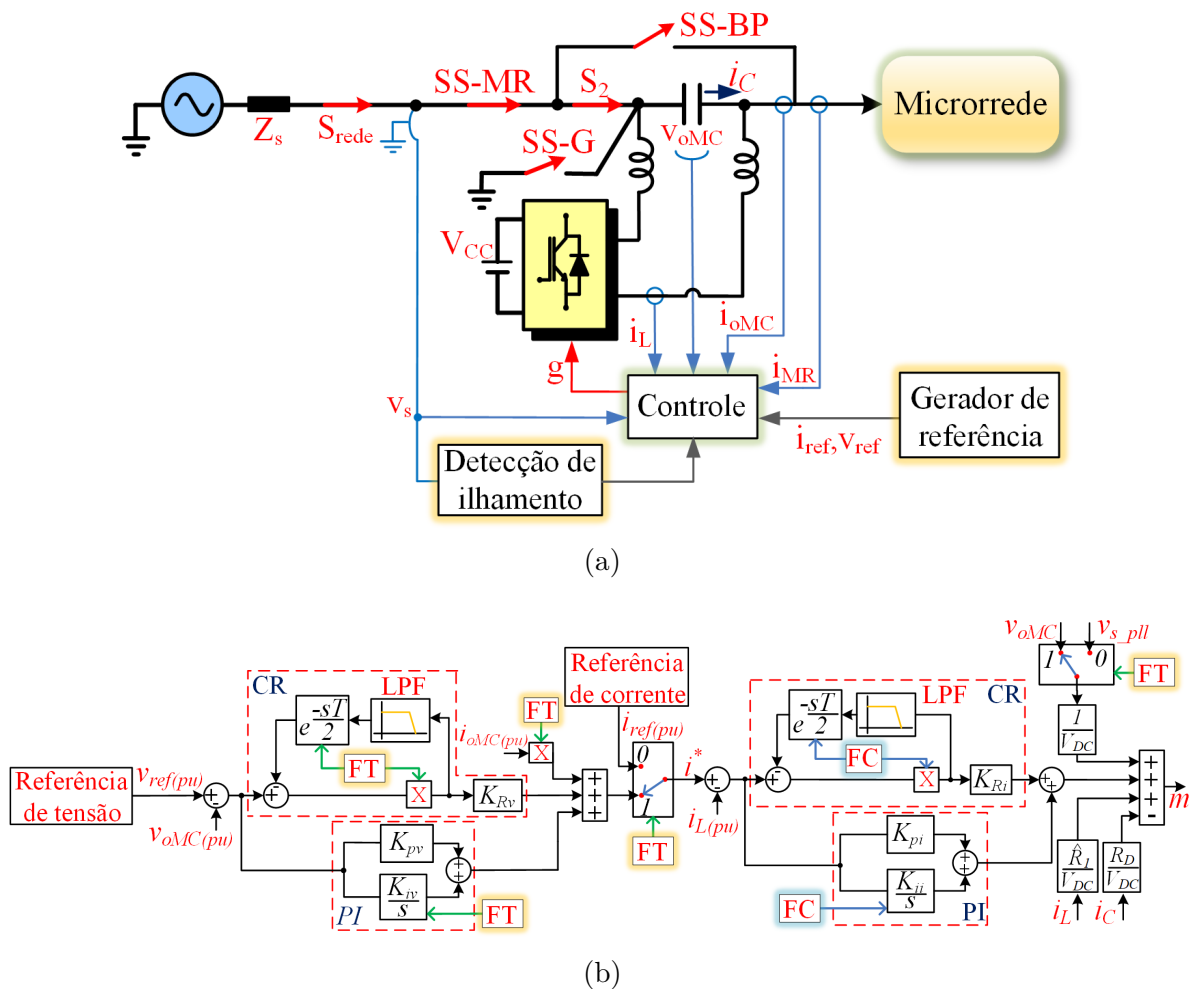 SS-BP
SS-MR
S2
iC
Zs
Srede
VoMC
Microrrede
SS-G
VCC
iL
ioMC
iMR
g
Vs
Controle
Gerador de
referência
iref,Vref
Detecção de
ilhamento
(a)
voMC
vs_pll
1
0
FT
Referência
de corrente
CR
LPF
e -sT/2
FT
FT
ioMC(pu)
X
iref(pu)
0
1
i*
CR
LPF
e -sT/2
FC
1/VDC
Referência
de tensão
vref(pu)
-
-
X
KRv
+
+
+
-
-
X
KRi
+
+
+
+
+
-
m
voMC(pu)
iL(pu)
FT
Kpv
+
+
Kiv/s
PI
FT
Kpi
+
+
Kii/s
PI
FC
R̂1/VDC
RD/VDC
iL
iC
(b)